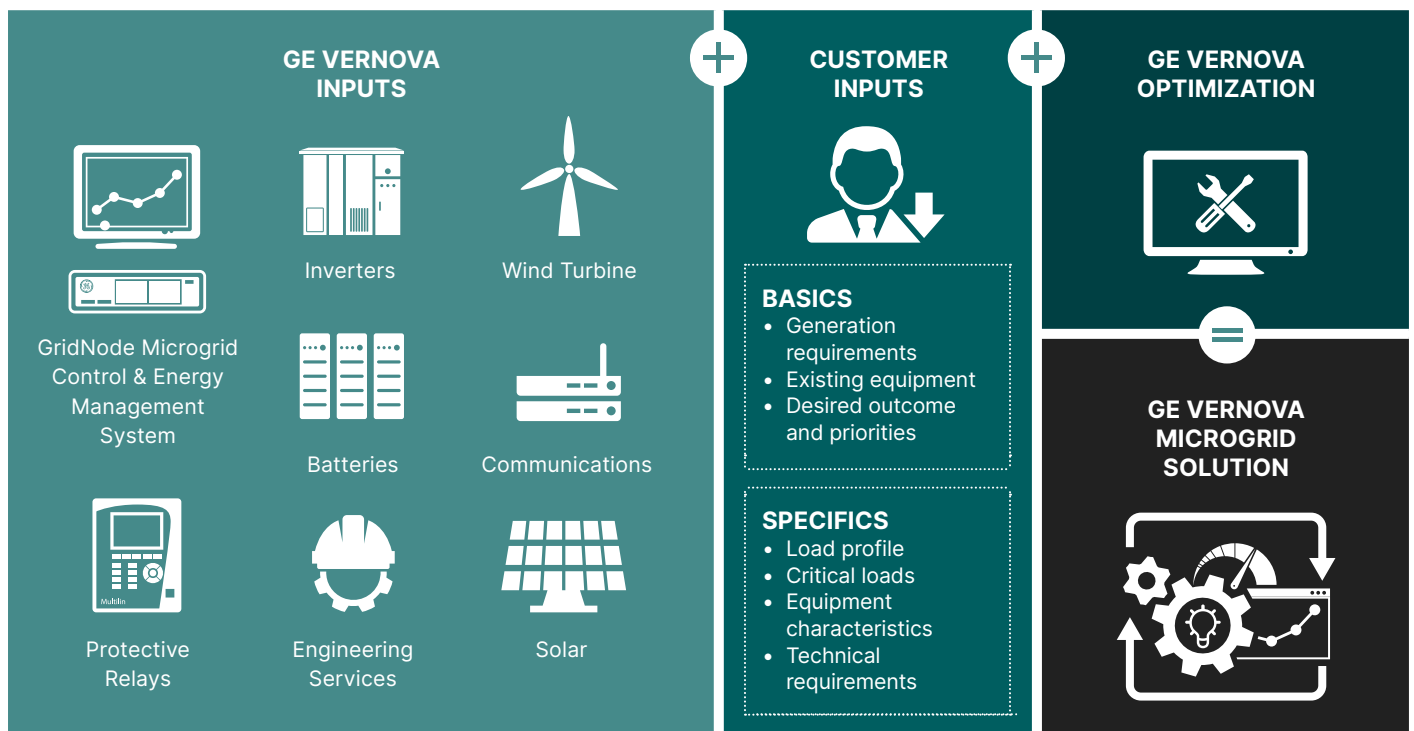 GE VERNOVA
INPUTS
GridNode Microgrid
Control & Energy
Management
System
Inverters
Wind Turbine
Batteries
Communications
Multilin
Protective
Relays
Engineering
Services
Solar
CUSTOMER
INPUTS
BASICS
• Generation
requirements
• Existing equipment
• Desired outcome
and priorities
SPECIFICS
• Load profile
• Critical loads
• Equipment
characteristics
• Technical
requirements
GE VERNOVA
OPTIMIZATION
GE VERNOVA
MICROGRID
SOLUTION